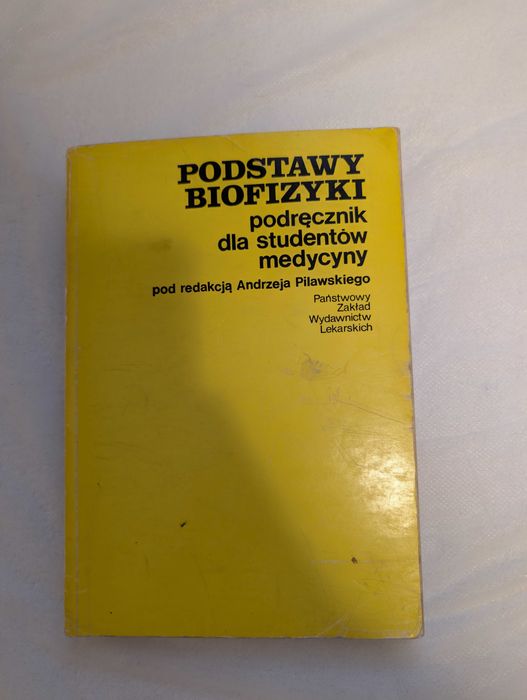 PODSTAWY
BIOFIZYKI
podręcznik
dla studentów
medycyny
pod redakcją Andrzeja Pilawskiego
Państwowy
Zakład
Wydawnictw
Lekarskich